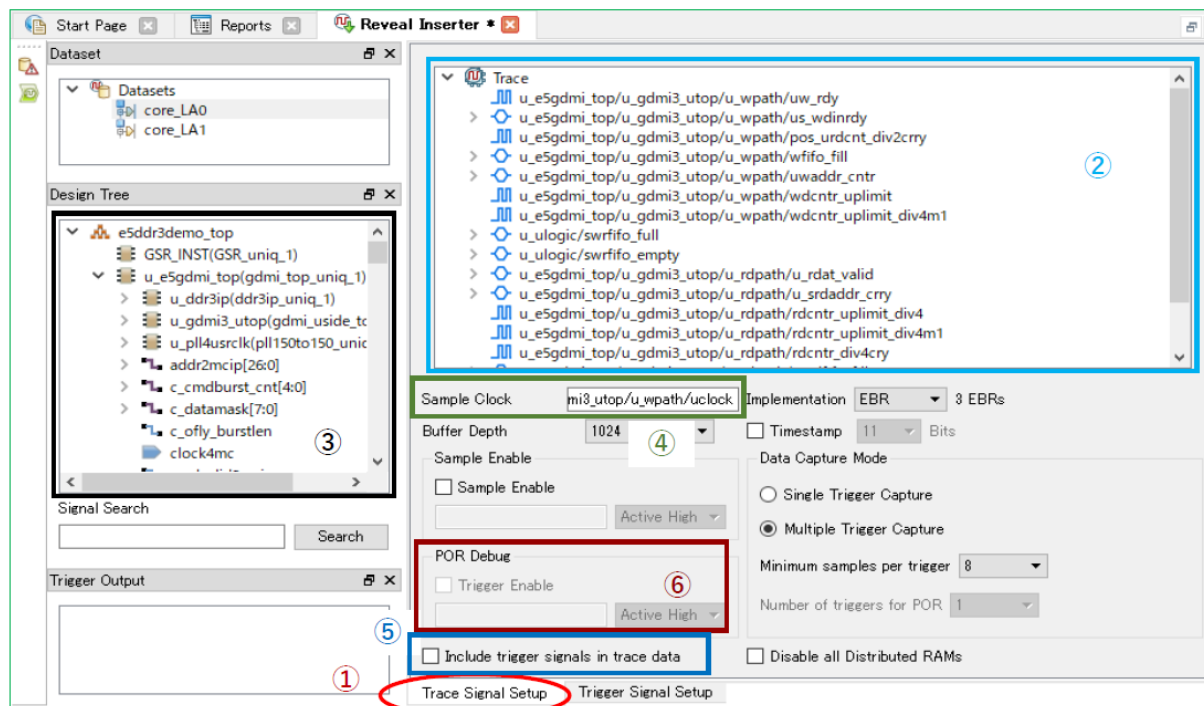 Start Page
Reports
Reveal Inserter *
Dataset
Datasets
core_LA0
core_LA1
Design Tree
e5ddr3demo_top
GSR_INST(GSR_uniq_1)
u_e5gdmi_top(gdmi_top_uniq_1)
u_ddr3ip(ddr3ip_uniq_1)
u_gdmi3_utop(gdmi_uside_tc
u_pll4usrclk(pll150to150_unic
addr2mcip[26:0]
c_cmdburst_cnt[4:0]
c_datamask[7:0]
c_ofly_burstlen
clock4mc
③
Signal Search
Search
Trigger Output
①
Trace
u_e5gdmi_top/u_gdmi3_utop/u_wpath/uw_rdy
u_e5gdmi_top/u_gdmi3_utop/u_wpath/us_wdinrdy
u_e5gdmi_top/u_gdmi3_utop/u_wpath/pos_urdcnt_div2crry
u_e5gdmi_top/u_gdmi3_utop/u_wpath/wfifo_fill
u_e5gdmi_top/u_gdmi3_utop/u_wpath/uwaddr_cntr
u_e5gdmi_top/u_gdmi3_utop/u_wpath/wdcntr_uplimit
u_e5gdmi_top/u_gdmi3_utop/u_wpath/wdcntr_uplimit_div4m1
u_ulogic/swrfifo_full
u_ulogic/swrfifo_empty
u_e5gdmi_top/u_gdmi3_utop/u_rdpath/u_rdat_valid
u_e5gdmi_top/u_gdmi3_utop/u_rdpath/u_srdaddr_crry
u_e5gdmi_top/u_gdmi3_utop/u_rdpath/rdcntr_uplimit_div4
u_e5gdmi_top/u_gdmi3_utop/u_rdpath/rdcntr_uplimit_div4m1
u_e5gdmi_top/u_gdmi3_utop/u_rdpath/rdcntr_div4cry
②
Sample Clock mi3_utop/u_wpath/uclock Implementation EBR 3 EBRs
Buffer Depth 1024 ④ Timestamp 11 Bits
Sample Enable
Sample Enable
Active High
POR Debug
Trigger Enable ⑥
Active High
Data Capture Mode
Single Trigger Capture
Multiple Trigger Capture
Minimum samples per trigger 8
Number of triggers for POR 1
⑤
Include trigger signals in trace data
Disable all Distributed RAMs
Trace Signal Setup Trigger Signal Setup